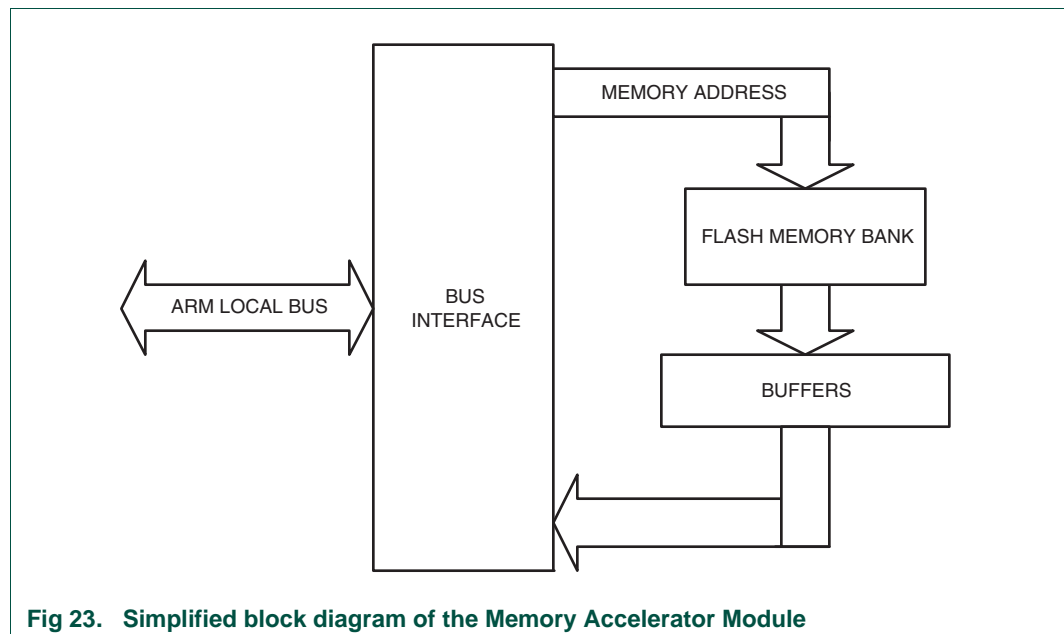 MEMORY ADDRESS
FLASH MEMORY BANK
ARM LOCAL BUS
BUS
INTERFACE
BUFFERS
Fig 23. Simplified block diagram of the Memory Accelerator Module